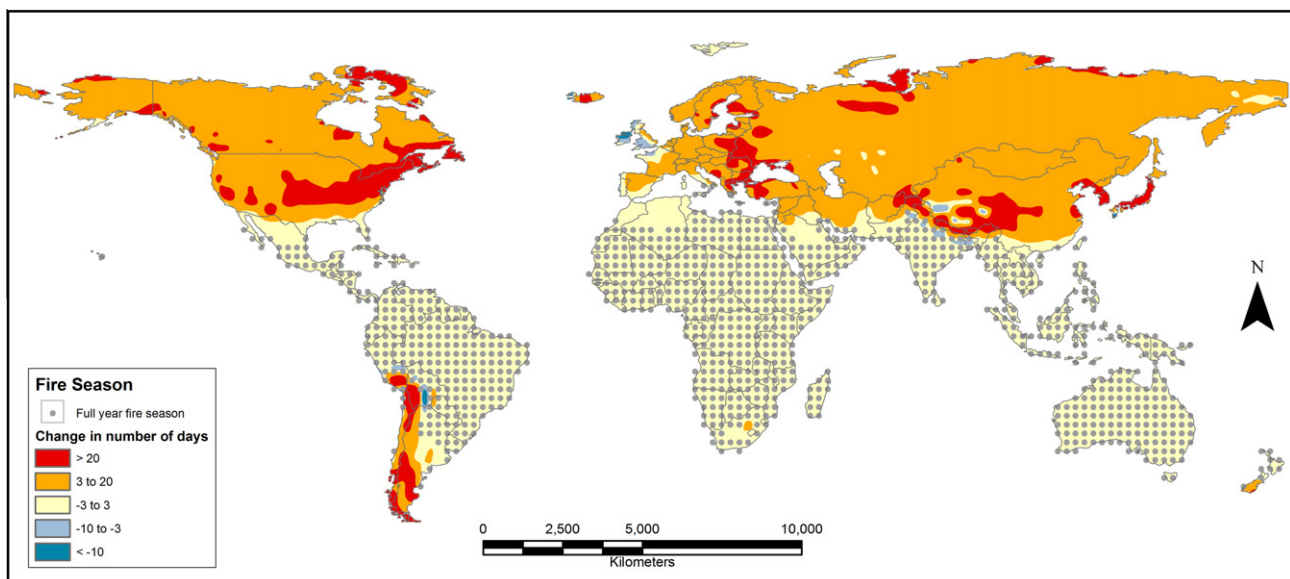 N
Fire Season
Full year fire season
Change in number of days
> 20
3 to 20
-3 to 3
-10 to -3
< -10
0 2,500 5,000 10,000
Kilometers